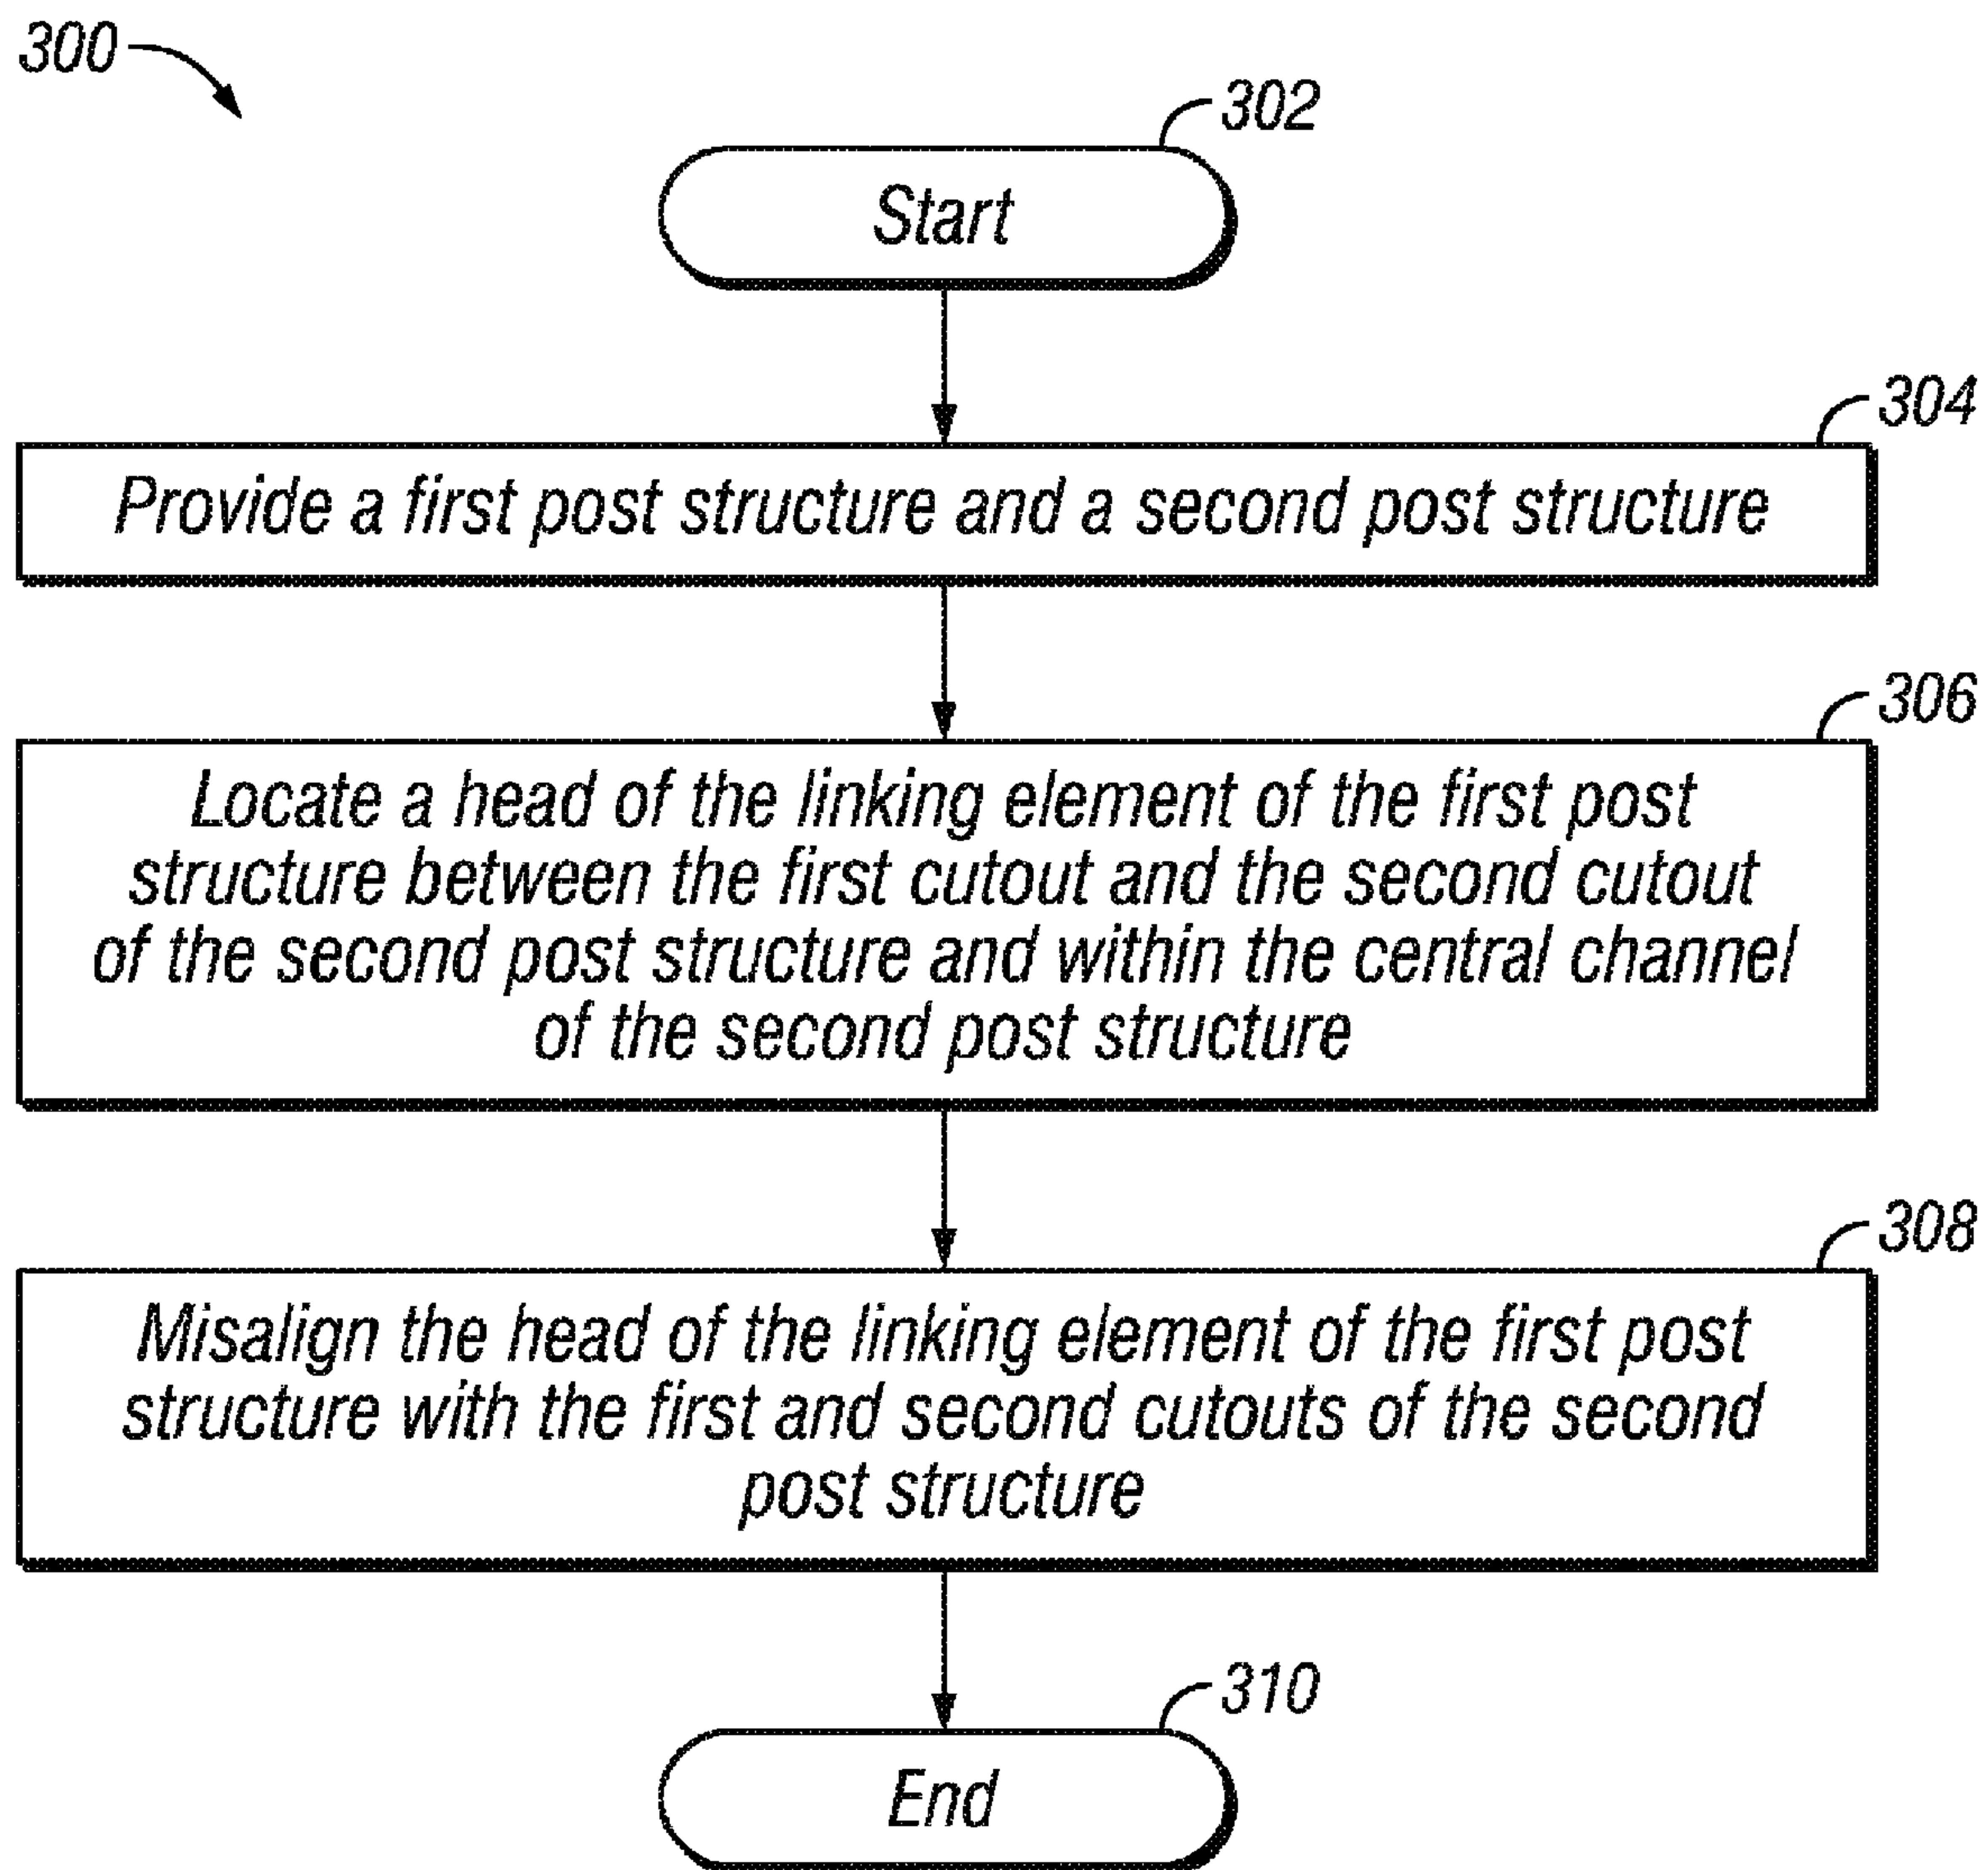 300
302
Start
304
Provide a first post structure and a second post structure
306
Locate a head of the linking element of the first post
structure between the first cutout and the second cutout
of the second post structure and within the central channel
of the second post structure
308
Misalign the head of the linking element of the first post
structure with the first and second cutouts of the second
post structure
310
End